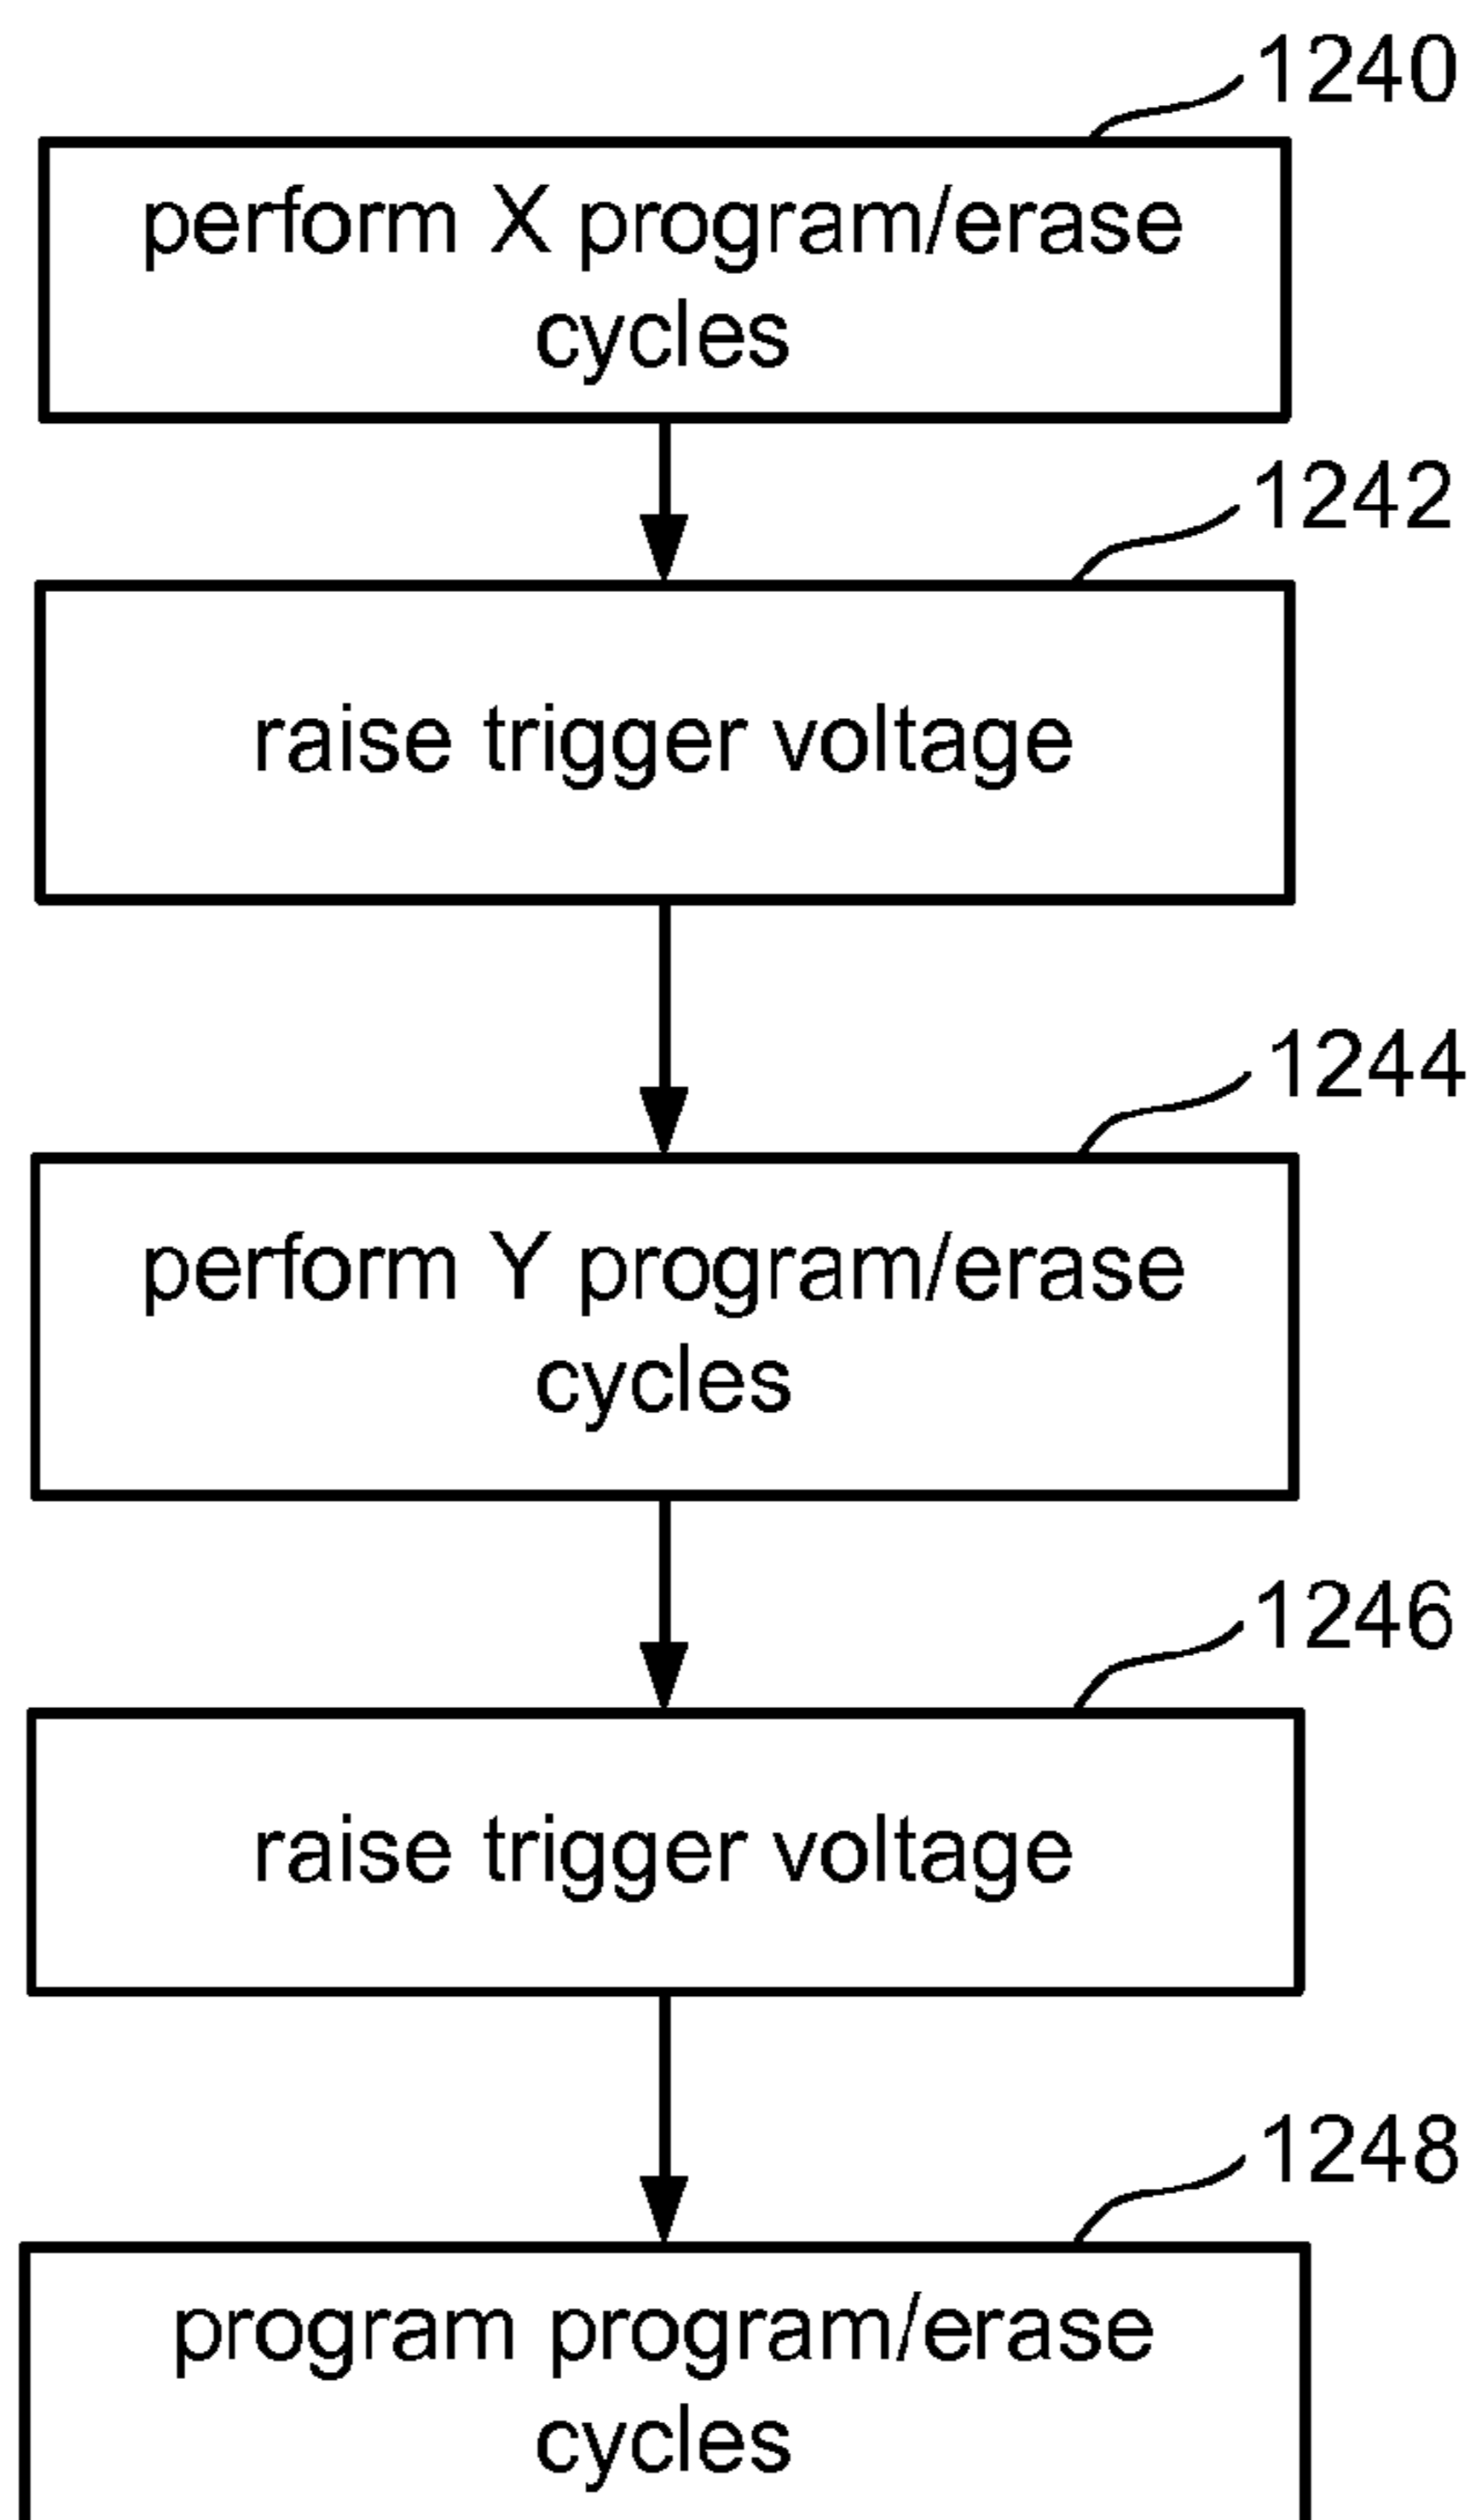 1240
perform X program/erase
cycles
1242
raise trigger voltage
1244
perform Y program/erase
cycles
1246
raise trigger voltage
1248
program program/erase
cycles